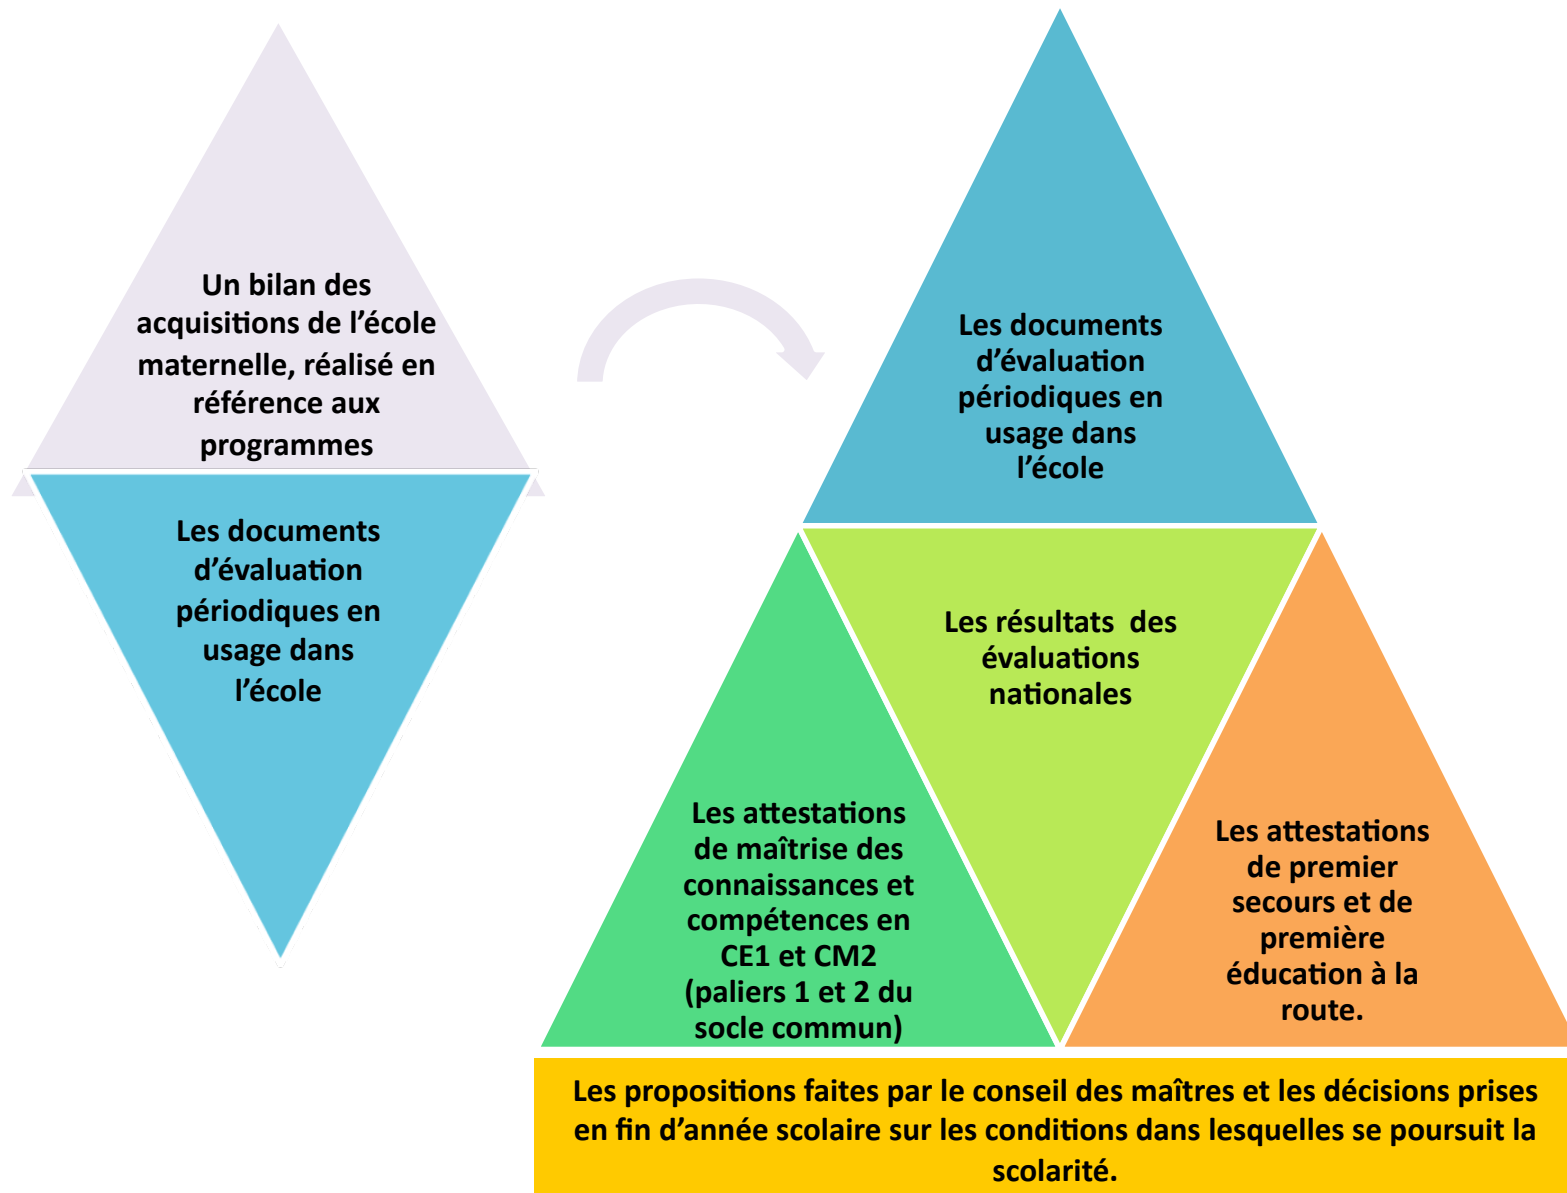 Un bilan des
acquisitions de l’école
maternelle, réalisé en
référence aux
programmes
Les documents
d’évaluation
périodiques en
usage dans
l’école
Les documents
d’évaluation
périodiques en
usage dans
l’école
Les résultats  des
évaluations
nationales
Les attestations
de maîtrise des
connaissances et
compétences en
CE1 et CM2
(paliers 1 et 2 du
socle commun)
Les attestations
de premier
secours et de
première
éducation à la
route.
Les propositions faites par le conseil des maîtres et les décisions prises
en fin d’année scolaire sur les conditions dans lesquelles se poursuit la
scolarité.